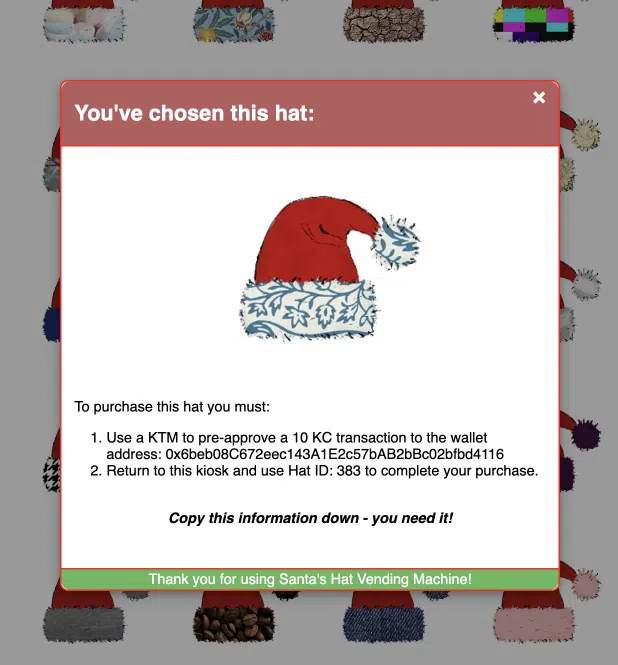 You've chosen this hat:
×
To purchase this hat you must:
1. Use a KTM to pre-approve a 10 KC transaction to the wallet
address: 0x6beb08C672eec143A1E2c57bAB2bBc02bfbd4116
2. Return to this kiosk and use Hat ID: 383 to complete your purchase.
Copy this information down - you need it!
Thank you for using Santa's Hat Vending Machine!